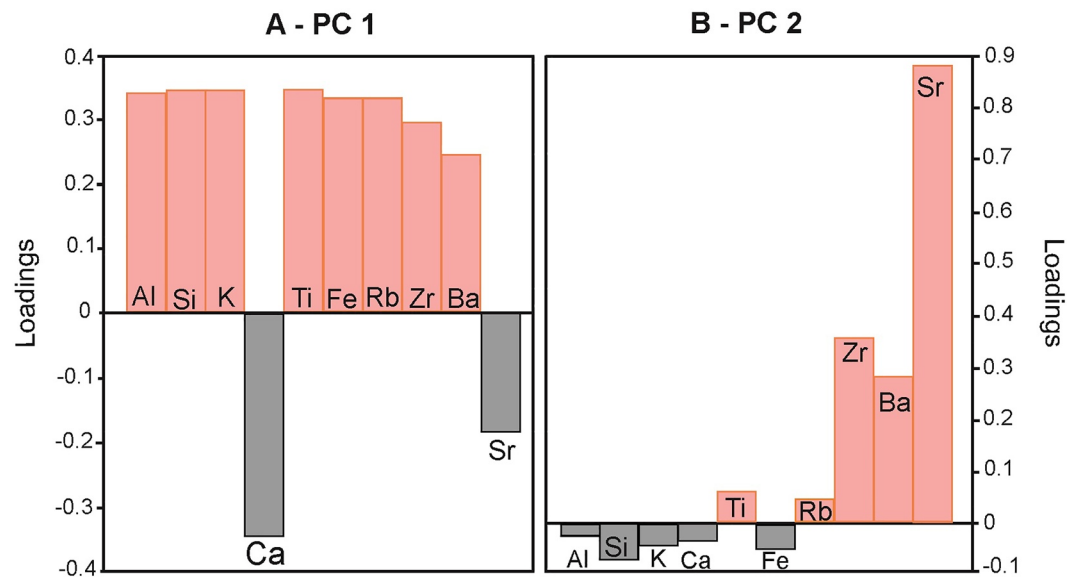 A - PC 1
0.4
0.3
0.2
0.1
0
-0.1
-0.2
-0.3
-0.4
Loadings
Al Si K Ti Fe Rb Zr Ba
Ca
Sr
B - PC 2
0.9
0.8
0.7
0.6
0.5
0.4
0.3
0.2
0.1
0
-0.1
Loadings
Sr
Zr
Ba
Ti Rb
Al Si K Ca Fe